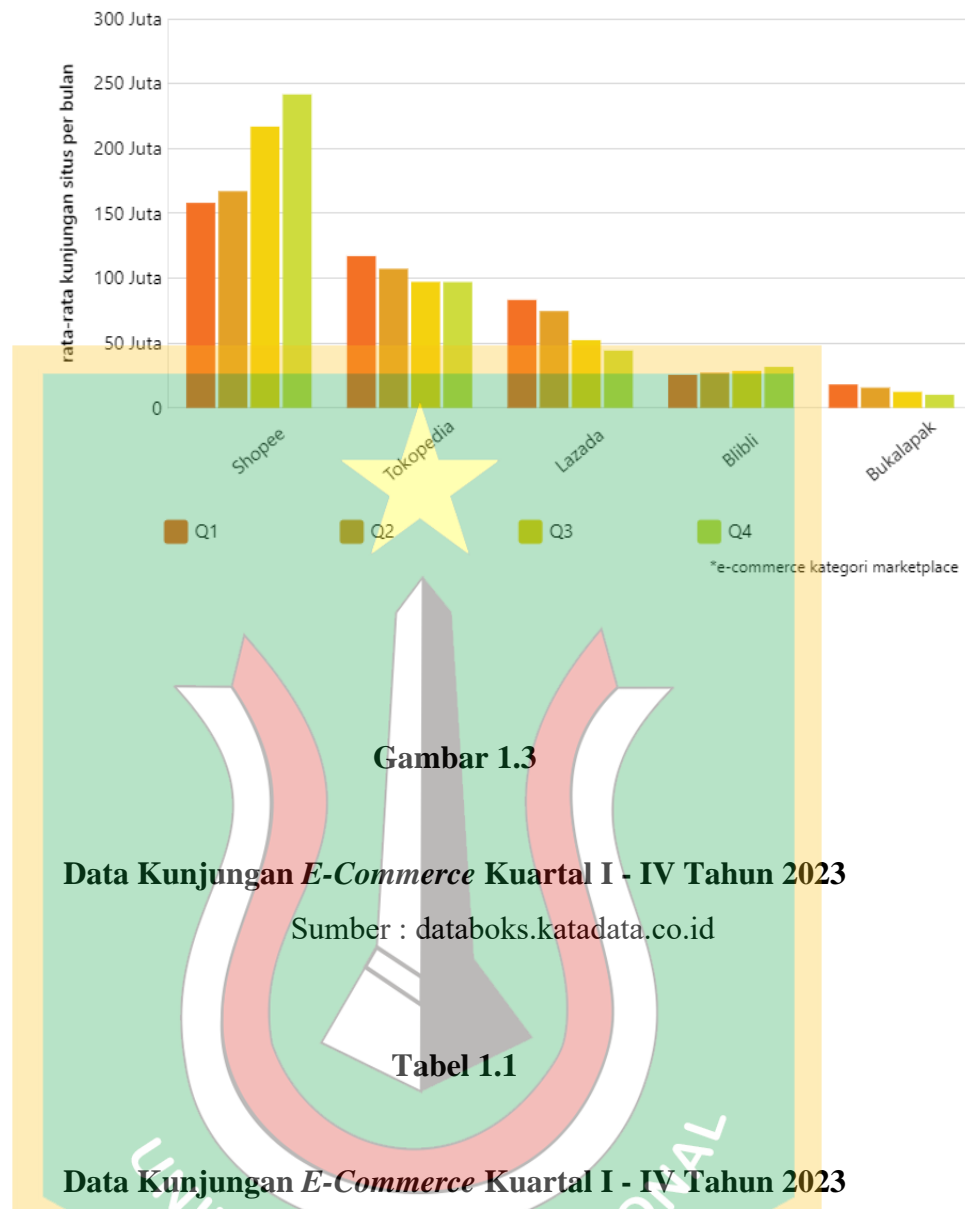 300 Juta
250 Juta
200 Juta
150 Juta
100 Juta
50 Juta
0
rata-rata kunjungan situs per bulan
Shopee
Tokopedia
Lazada
Blibli
Bukalapak
Q1 Q2 Q3 Q4
*e-commerce kategori marketplace
Gambar 1.3
Data Kunjungan E-Commerce Kuartal I - IV Tahun 2023
Sumber : databoks.katadata.co.id
Tabel 1.1
Data Kunjungan E-Commerce Kuartal I - IV Tahun 2023